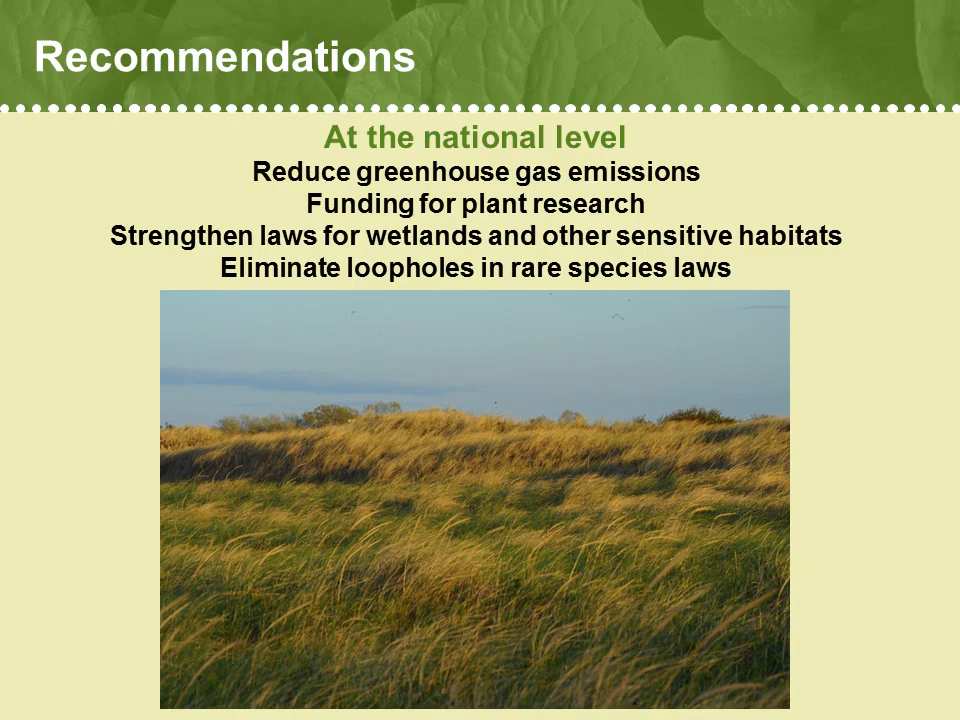 Recommendations
At the national level
Reduce greenhouse gas emissions
Funding for plant research
Strengthen laws for wetlands and other sensitive habitats
Eliminate loopholes in rare species laws